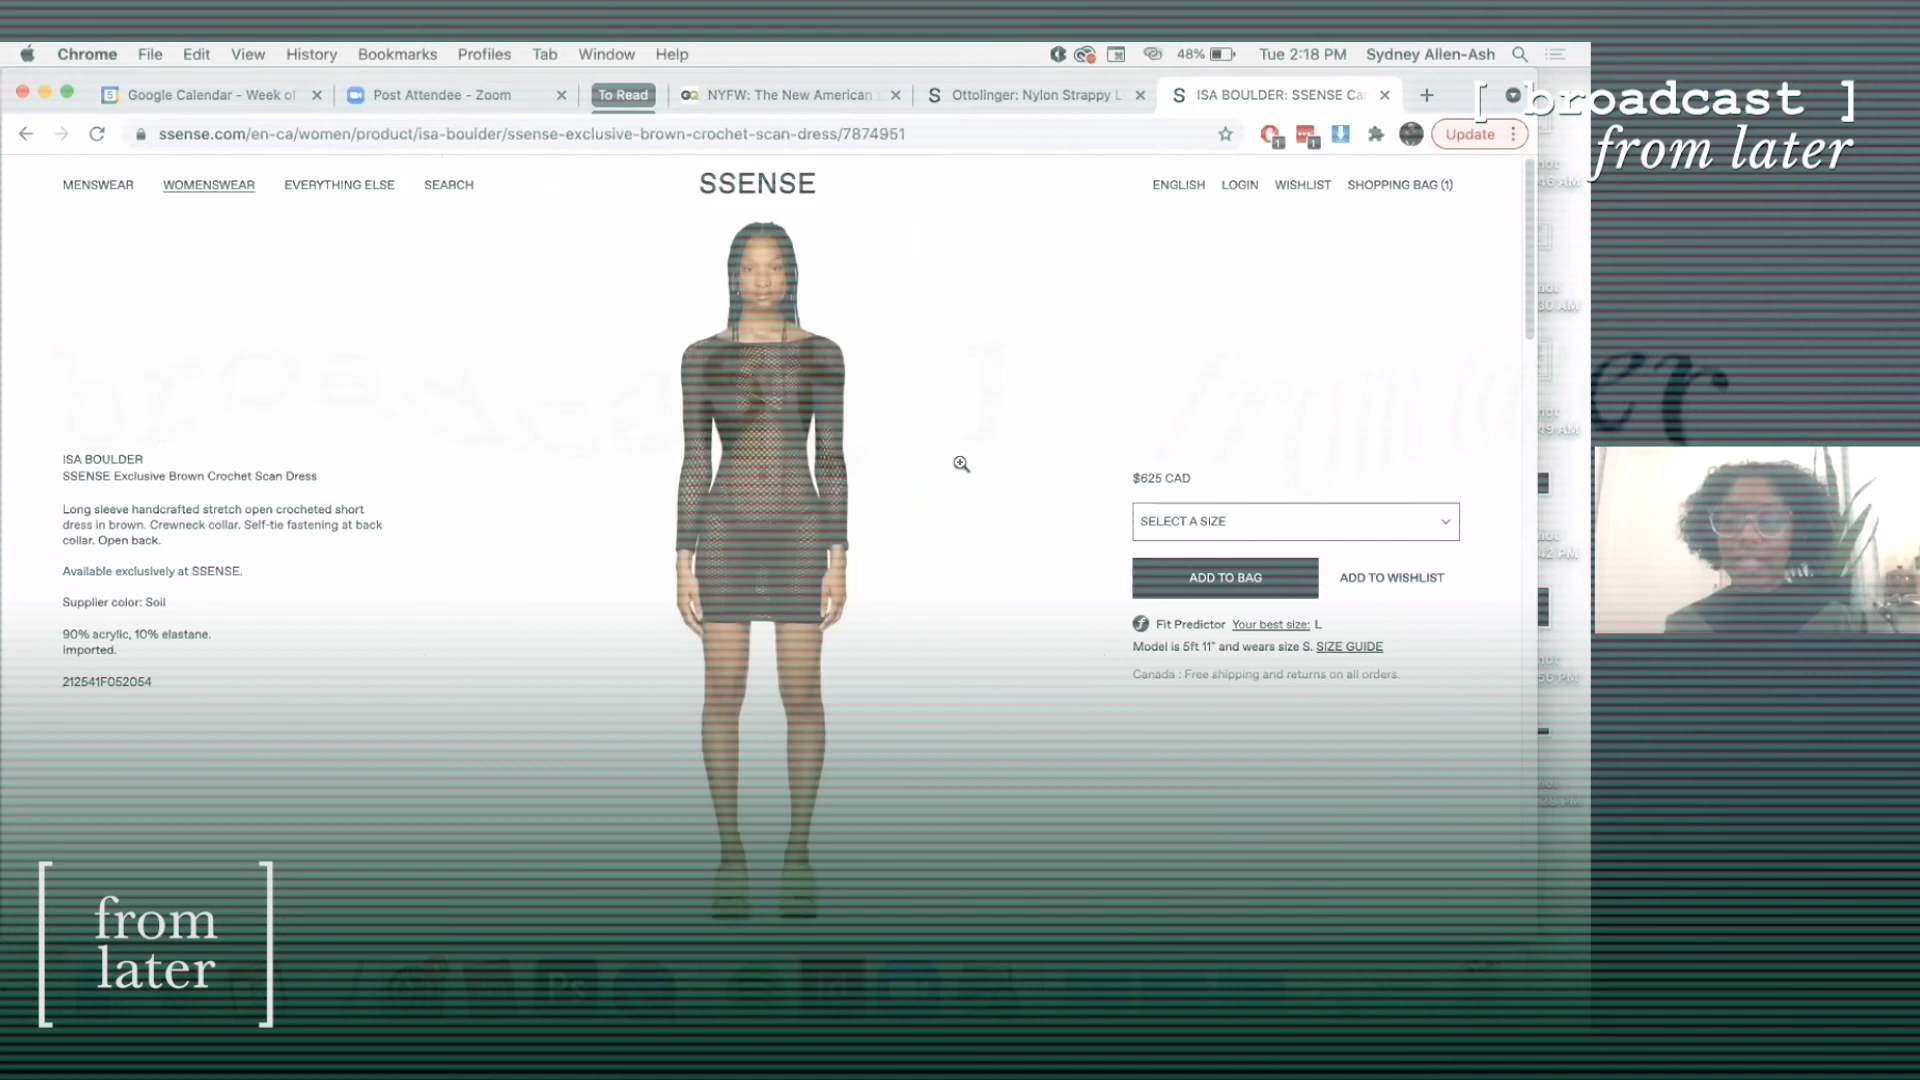 Chrome File Edit View History Bookmarks Profiles Tab Window Help 48% Tue 2:18 PM Sydney Allen-Ash
Google Calendar - Week of Post Attendee - Zoom To Read NYFW: The New American Ottolinger: Nylon Strappy L ISA BOULDER: SSENSE Ca
[ broadcast ]
from later
ssense.com/en-ca/women/product/isa-boulder/ssense-exclusive-brown-crochet-scan-dress/7874951 Update
MENSWEAR WOMENSWEAR EVERYTHING ELSE SEARCH SSENSE ENGLISH LOGIN WISHLIST SHOPPING BAG (1)
broadcast ] from later
ISA BOULDER
SSENSE Exclusive Brown Crochet Scan Dress
Long sleeve handcrafted stretch open crocheted short
dress in brown. Crewneck collar. Self-tie fastening at back
collar. Open back.
Available exclusively at SSENSE.
Supplier color: Soil
90% acrylic, 10% elastane.
Imported.
212541F052054
$625 CAD
SELECT A SIZE
ADD TO BAG ADD TO WISHLIST
Fit Predictor Your best size: L
Model is 5ft 11" and wears size S. SIZE GUIDE
Canada : Free shipping and returns on all orders.
[ from
later ]